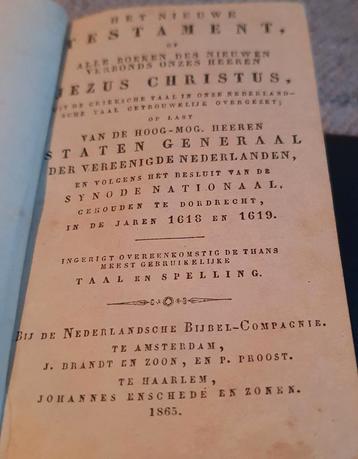 HET NIEUWE
TESTAMENT,
OF
ALLE BOEKEN DES NIEUWEN
VERBONDS ONZES HEEREN
JEZUS CHRISTUS,
UIT DE GRIEKSCHE TAAL IN ONZE NEDERLAND-
SCHE TAAL GETROUWELIJK OVERGEZET;
OP LAST
VAN DE HOOG-MOG. HEEREN
STATEN GENERAAL
DER VEREENIGDE NEDERLANDEN,
EN VOLGENS HET BESLUIT VAN DE
SYNODE NATIONAAL,
GEHOUDEN TE DORDRECHT,
IN DE JAREN 1618 EN 1619.
INGERIGT OVEREENKOMSTIG DE THANS
MEEST GEBRUIKELIJKE
TAAL EN SPELLING.
BIJ DE NEDERLANDSCHE BIJBEL-COMPAGNIE.
TE AMSTERDAM,
J. BRANDT EN ZOON, EN P. PROOST.
TE HAARLEM,
JOHANNES ENSCHEDÉ EN ZONEN.
1865.